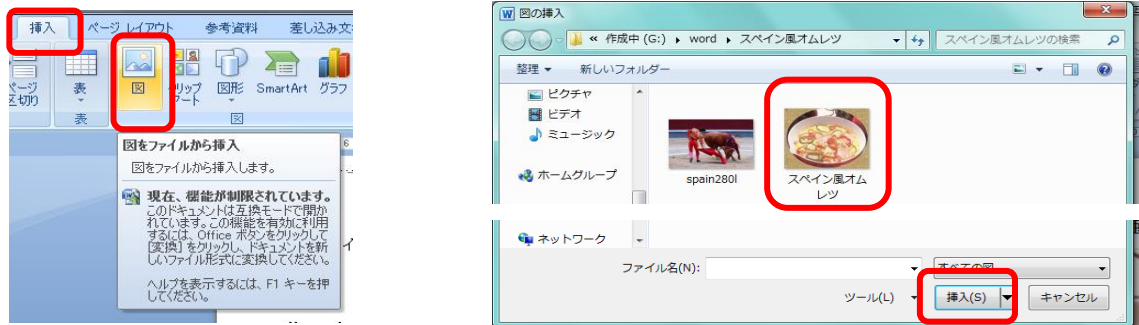 挿入 ページ レイアウト 参考資料 差し込み文
ページ区切り
表
図
クリップアート
図形
SmartArt
グラフ
表
図
6
図をファイルから挿入
図をファイルから挿入します。
現在、機能が制限されています。
このドキュメントは互換モードで開か
れています。この機能を有効に利用
するには、Office ボタンをクリックして
[変換] をクリックし、ドキュメントを新
しいファイル形式に変換してください。
ヘルプを表示するには、F1 キーを押
してください。
図の挿入
« 作成中 (G:) ▸ word ▸ スペイン風オムレツ
スペイン風オムレツの検索
整理 ▼ 新しいフォルダー
ピクチャ
ビデオ
ミュージック
ホームグループ
spain280l
スペイン風オム
レツ
ネットワーク
ファイル名(N):
すべての図
ツール(L)
挿入(S)
キャンセル